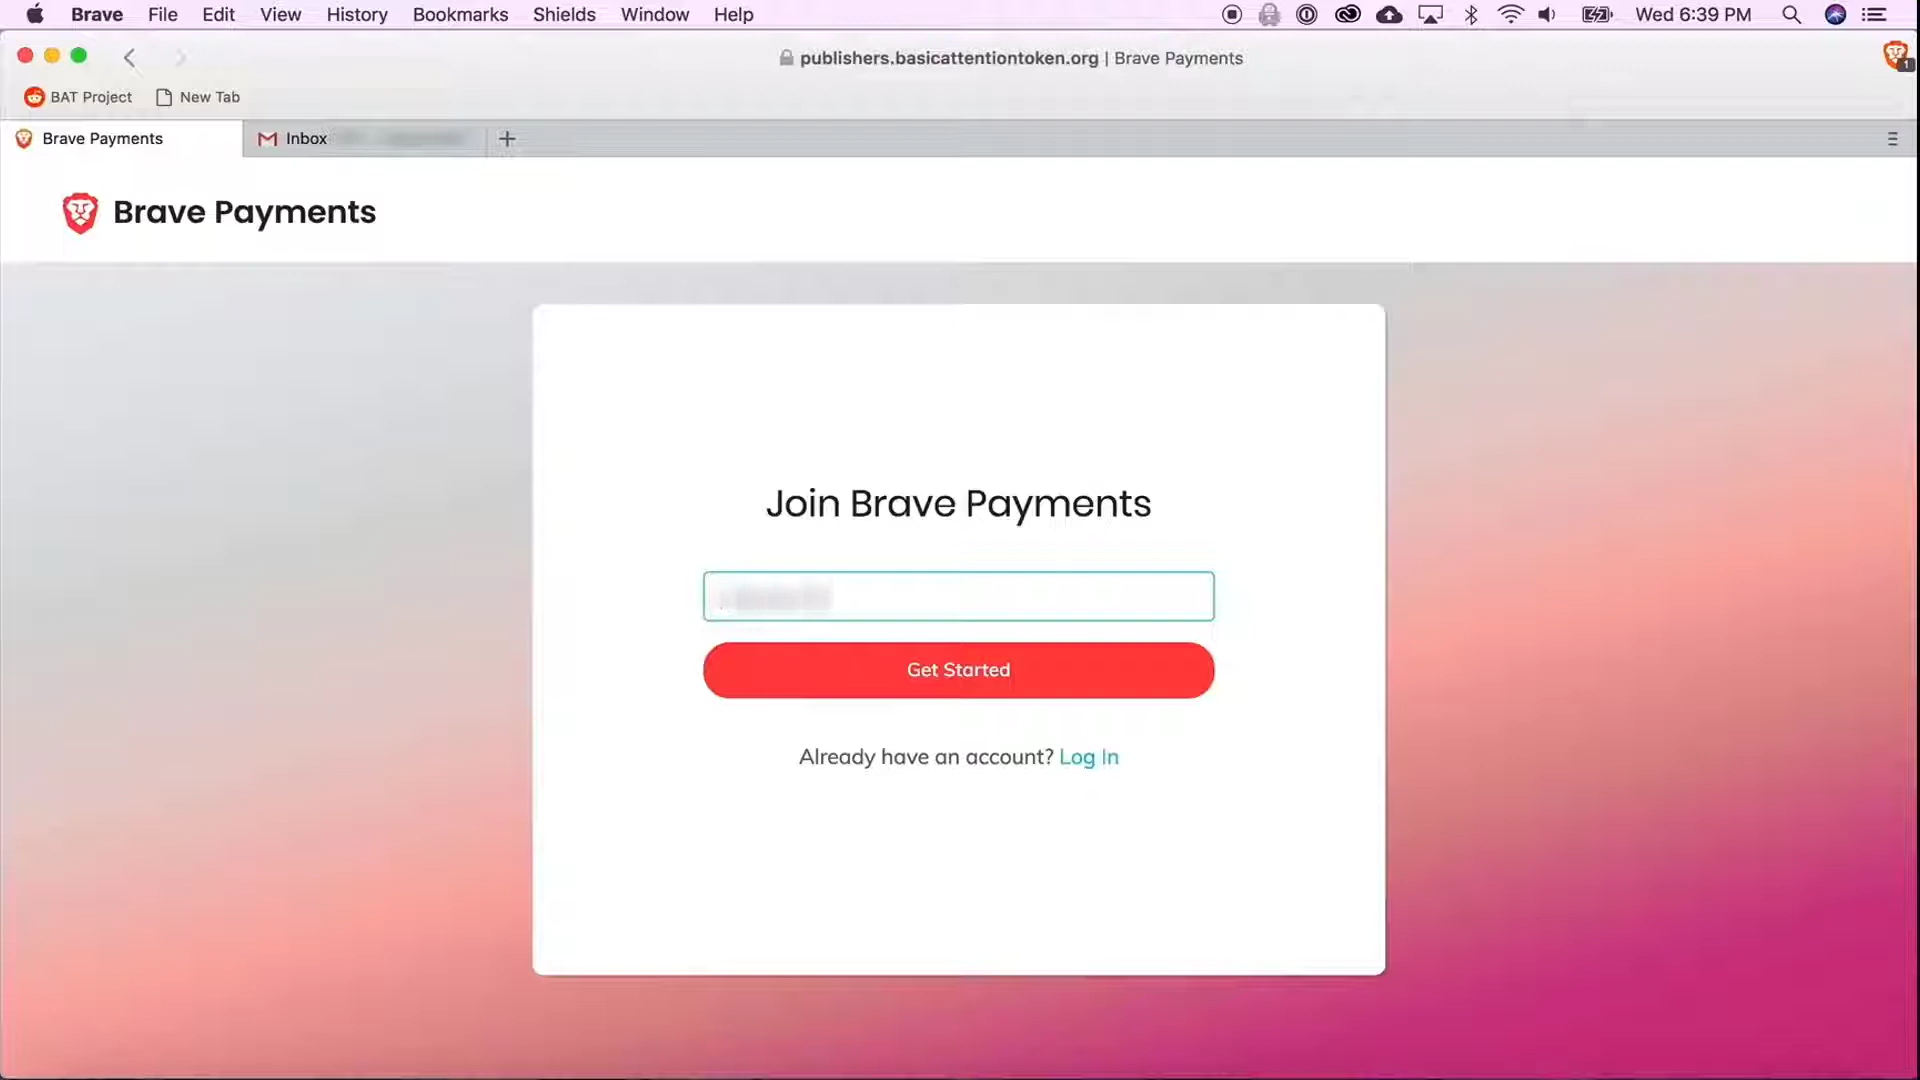 Brave File Edit View History Bookmarks Shields Window Help Wed 6:39 PM
publishers.basicattentiontoken.org | Brave Payments
1
BAT Project New Tab
Brave Payments Inbox
Brave Payments
Join Brave Payments
Get Started
Already have an account? Log In